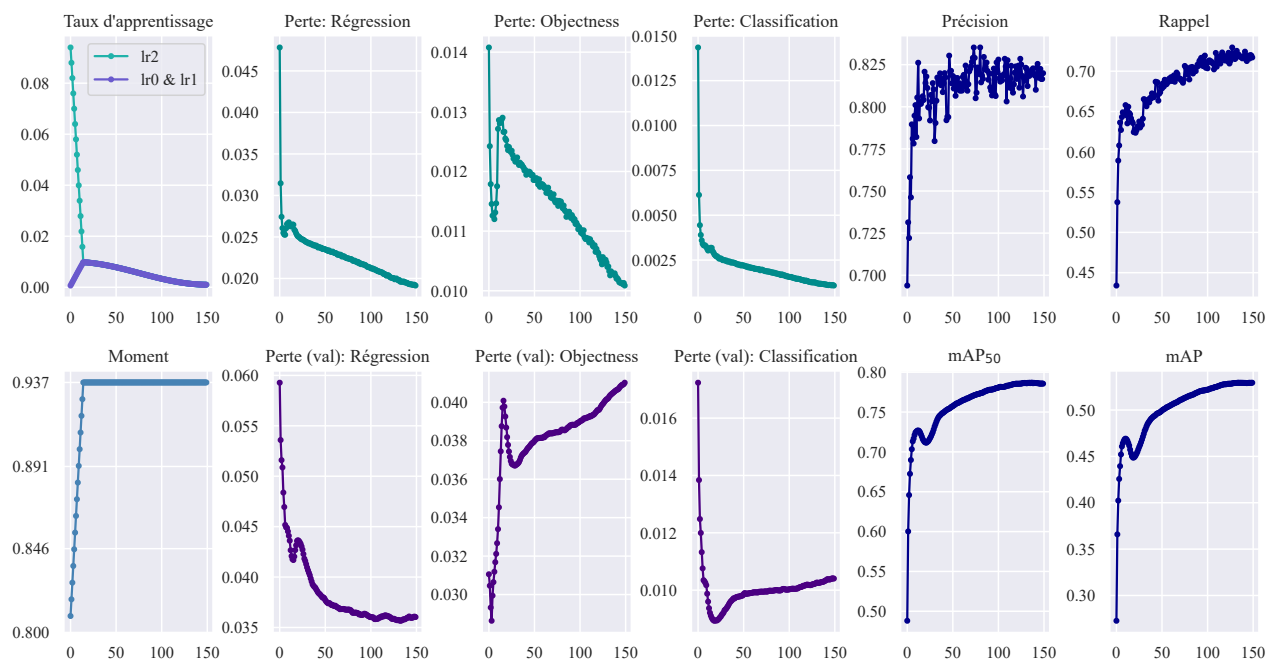 Taux d'apprentissage
lr2
lr0 & lr1
0.08
0.06
0.04
0.02
0.00
0 50 100 150
Perte: Régression
0.045
0.040
0.035
0.030
0.025
0.020
0 50 100 150
Perte: Objectness
0.014
0.013
0.012
0.011
0.010
0 50 100 150
Perte: Classification
0.0150
0.0125
0.0100
0.0075
0.0050
0.0025
0 50 100 150
Précision
0.825
0.800
0.775
0.750
0.725
0.700
0 50 100 150
Rappel
0.70
0.65
0.60
0.55
0.50
0.45
0 50 100 150
Moment
0.937
0.891
0.846
0.800
0 50 100 150
Perte (val): Régression
0.060
0.055
0.050
0.045
0.040
0.035
0 50 100 150
Perte (val): Objectness
0.040
0.038
0.036
0.034
0.032
0.030
0 50 100 150
Perte (val): Classification
0.016
0.014
0.012
0.010
0 50 100 150
mAP50
0.80
0.75
0.70
0.65
0.60
0.55
0.50
0 50 100 150
mAP
0.50
0.45
0.40
0.35
0.30
0 50 100 150